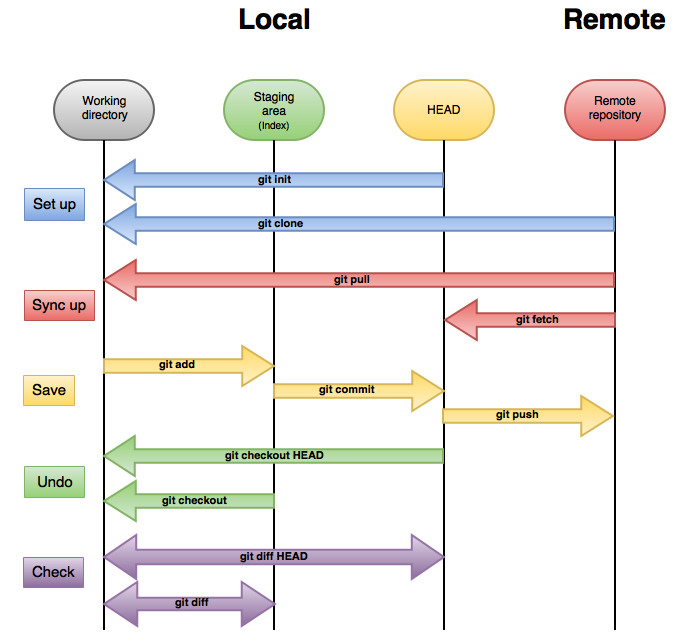 Local
Remote
Working
directory
Staging
area
(Index)
HEAD
Remote
repository
git init
Set up
git clone
git pull
Sync up
git fetch
git add
Save
git commit
git push
git checkout HEAD
Undo
git checkout
git diff HEAD
Check
git diff